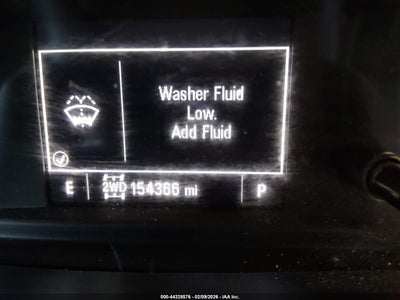 Washer Fluid
Low.
Add Fluid
E 2WD 154366 mi P
000-44329576 - 02/09/2026 - IAA Inc.